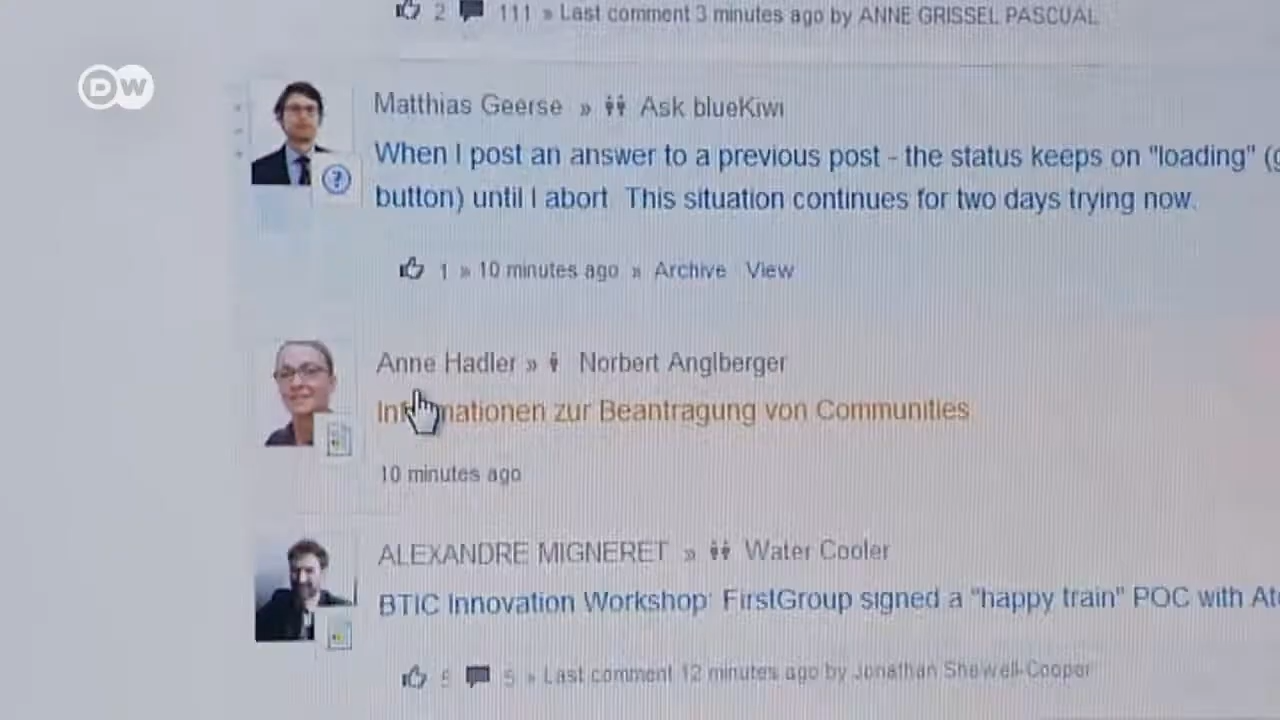 2 111 » Last comment 3 minutes ago by ANNE GRISSEL PASCUAL
DW
Matthias Geerse » Ask blueKiwi
When I post an answer to a previous post - the status keeps on "loading" (
button) until I abort This situation continues for two days trying now.
?
1 » 10 minutes ago » Archive View
Anne Hadler » Norbert Anglberger
Inf mationen zur Beantragung von Communities
10 minutes ago
ALEXANDRE MIGNERET » Water Cooler
BTIC Innovation Workshop: FirstGroup signed a "happy train" POC with At
5 5 » Last comment 12 minutes ago by Jonathan Shewell-Cooper